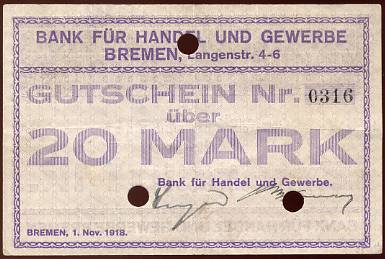 BANK FÜR HANDEL UND GEWERBE
BREMEN, Langenstr. 4-6
GUTSCHEIN Nr. 0316
über
20 MARK
Bank für Handel und Gewerbe.
BREMEN, 1. Nov. 1918.